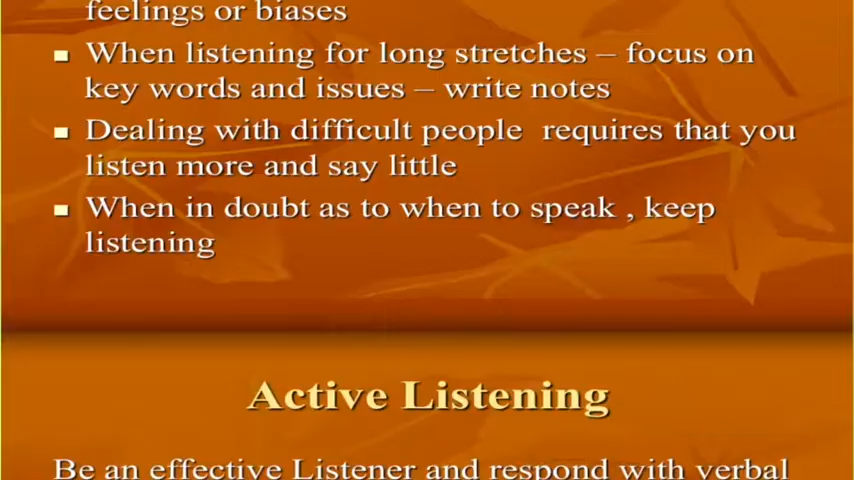 feelings or biases
When listening for long stretches – focus on
key words and issues – write notes
Dealing with difficult people requires that you
listen more and say little
When in doubt as to when to speak , keep
listening
Active Listening
Be an effective Listener and respond with verbal